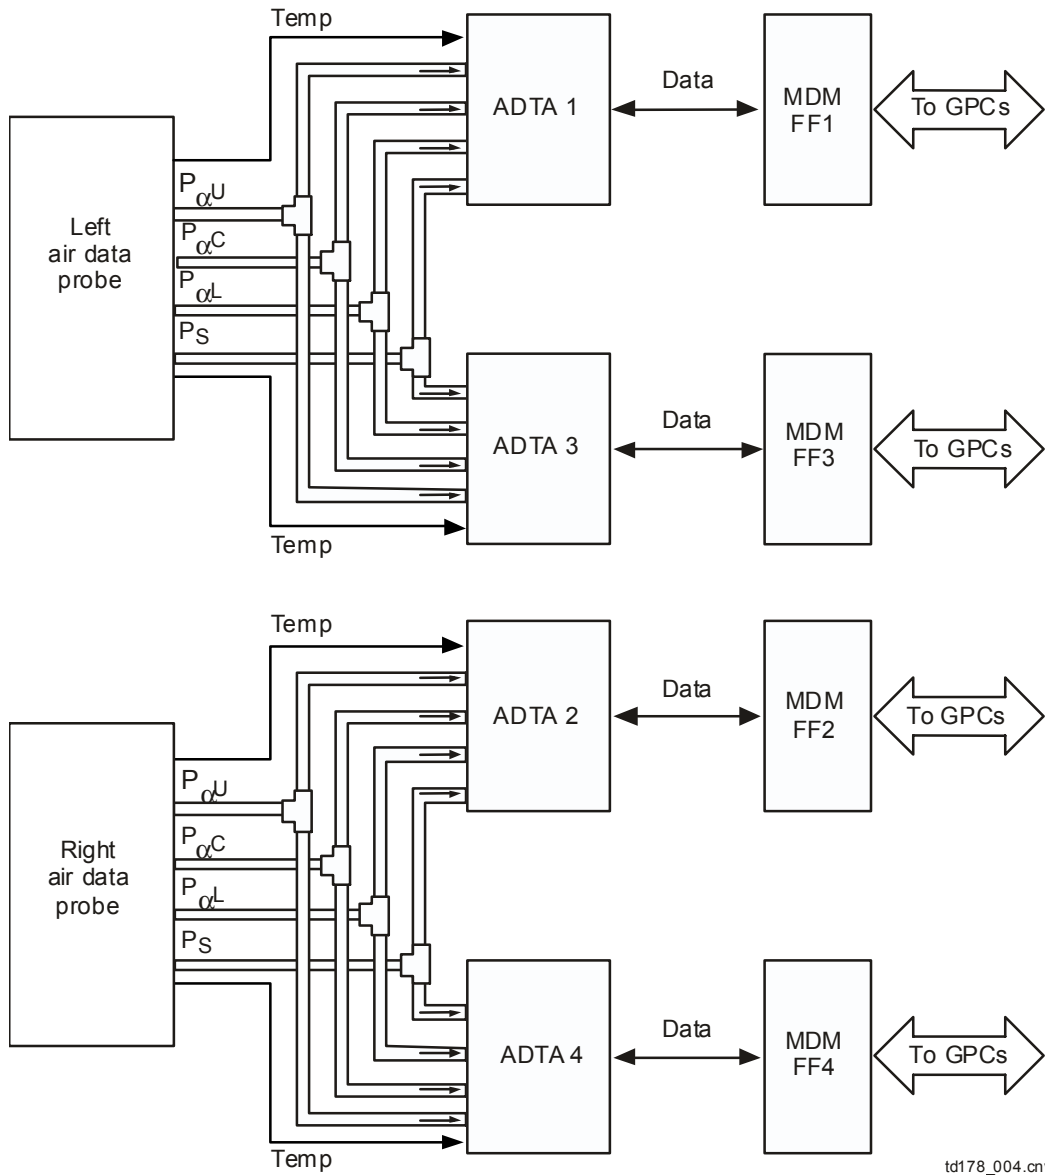 Temp
ADTA 1
Data
MDM
FF1
To GPCs
Left
air data
probe
PαU
PαC
PαL
PS
ADTA 3
Data
MDM
FF3
To GPCs
Temp
Temp
ADTA 2
Data
MDM
FF2
To GPCs
Right
air data
probe
PαU
PαC
PαL
PS
ADTA 4
Data
MDM
FF4
To GPCs
Temp
td178_004.cn